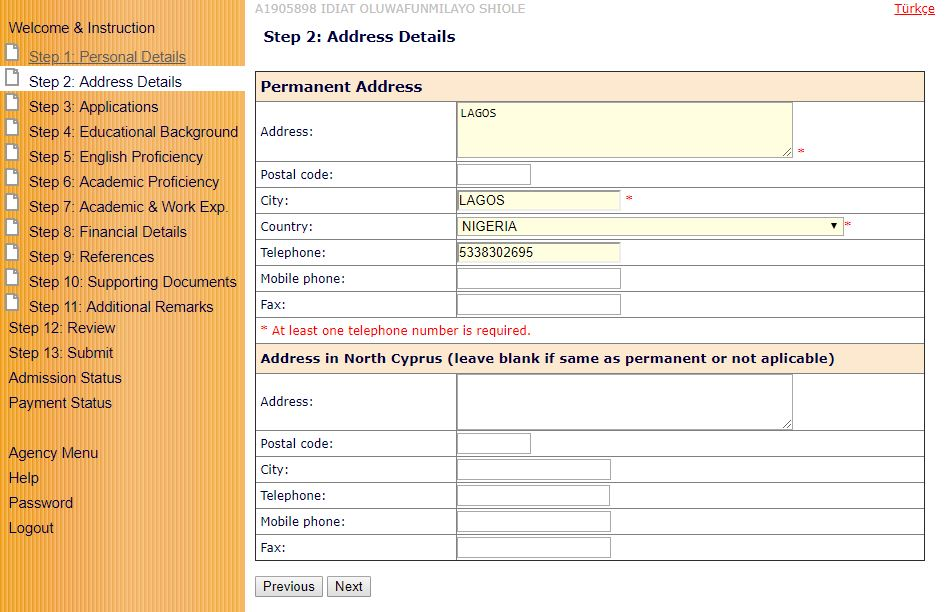 A1905898 IDIAT OLUWAFUNMILAYO SHIOLE
Türkçe
Welcome & Instruction
Step 1: Personal Details
Step 2: Address Details
Step 3: Applications
Step 4: Educational Background
Step 5: English Proficiency
Step 6: Academic Proficiency
Step 7: Academic & Work Exp.
Step 8: Financial Details
Step 9: References
Step 10: Supporting Documents
Step 11: Additional Remarks
Step 12: Review
Step 13: Submit
Admission Status
Payment Status
Agency Menu
Help
Password
Logout
Step 2: Address Details
Permanent Address
Address: LAGOS *
Postal code:
City: LAGOS *
Country: NIGERIA *
Telephone: 5338302695
Mobile phone:
Fax:
* At least one telephone number is required.
Address in North Cyprus (leave blank if same as permanent or not aplicable)
Address:
Postal code:
City:
Telephone:
Mobile phone:
Fax:
Previous Next